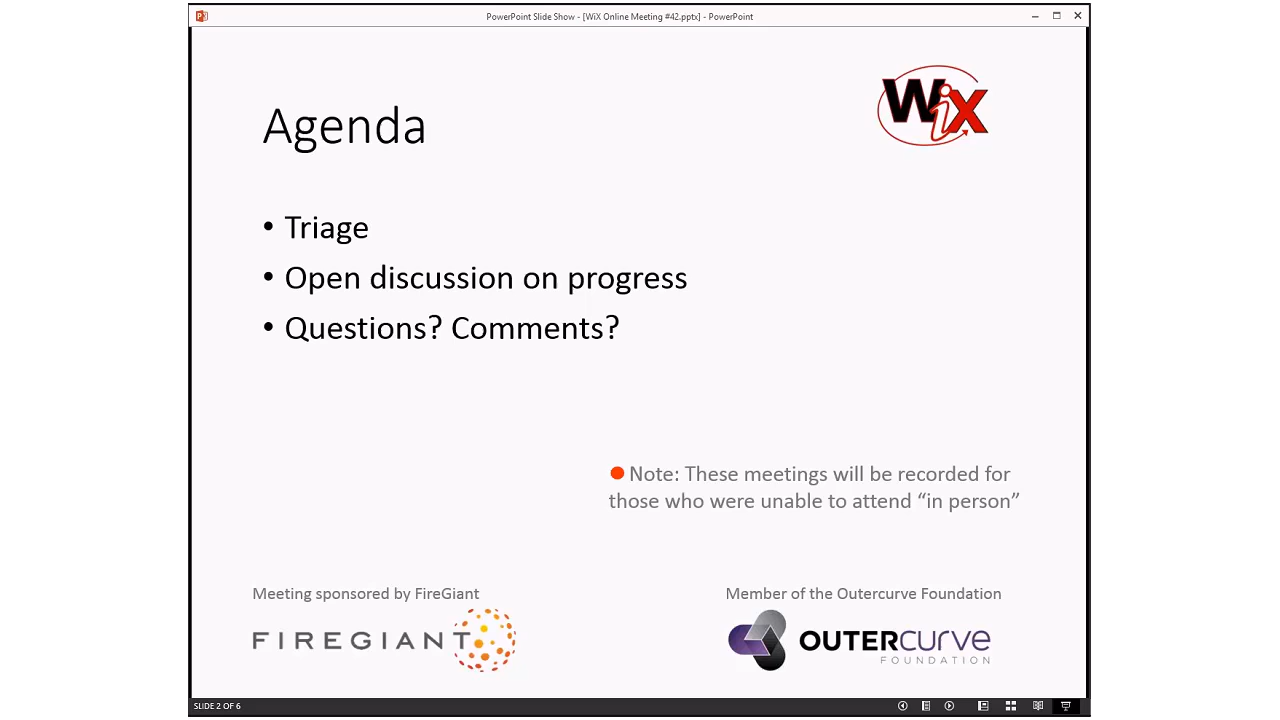 PowerPoint Slide Show - [WiX Online Meeting #42.pptx] - PowerPoint
WiX
Agenda
• Triage
• Open discussion on progress
• Questions? Comments?
Note: These meetings will be recorded for
those who were unable to attend “in person”
Meeting sponsored by FireGiant
FIREGIANT
Member of the Outercurve Foundation
OUTERCURVE
FOUNDATION
SLIDE 2 OF 6